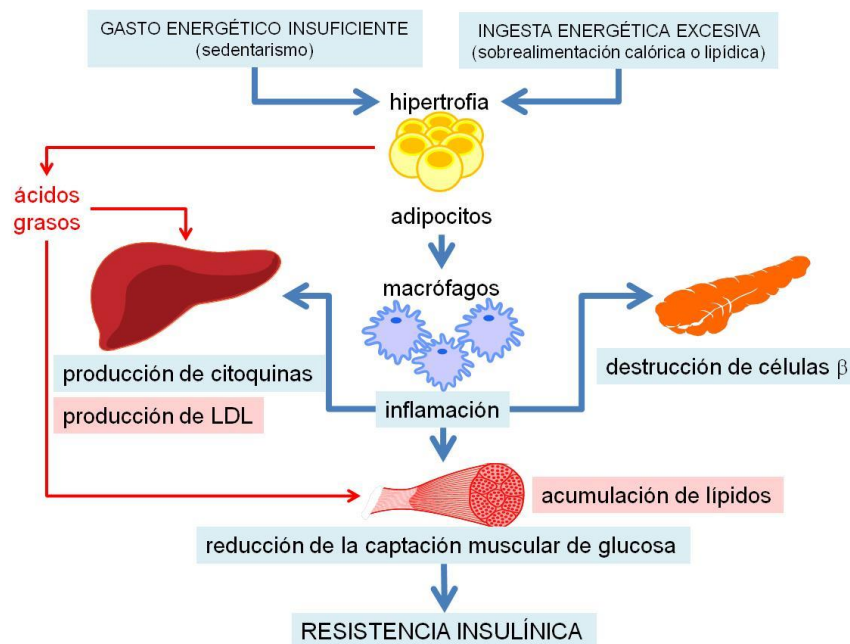 GASTO ENERGÉTICO INSUFICIENTE
(sedentarismo)
INGESTA ENERGÉTICA EXCESIVA
(sobrealimentación calórica o lipídica)
hipertrofia
ácidos
grasos
adipocitos
macrófagos
producción de citoquinas
producción de LDL
inflamación
destrucción de células β
acumulación de lípidos
reducción de la captación muscular de glucosa
RESISTENCIA INSULÍNICA